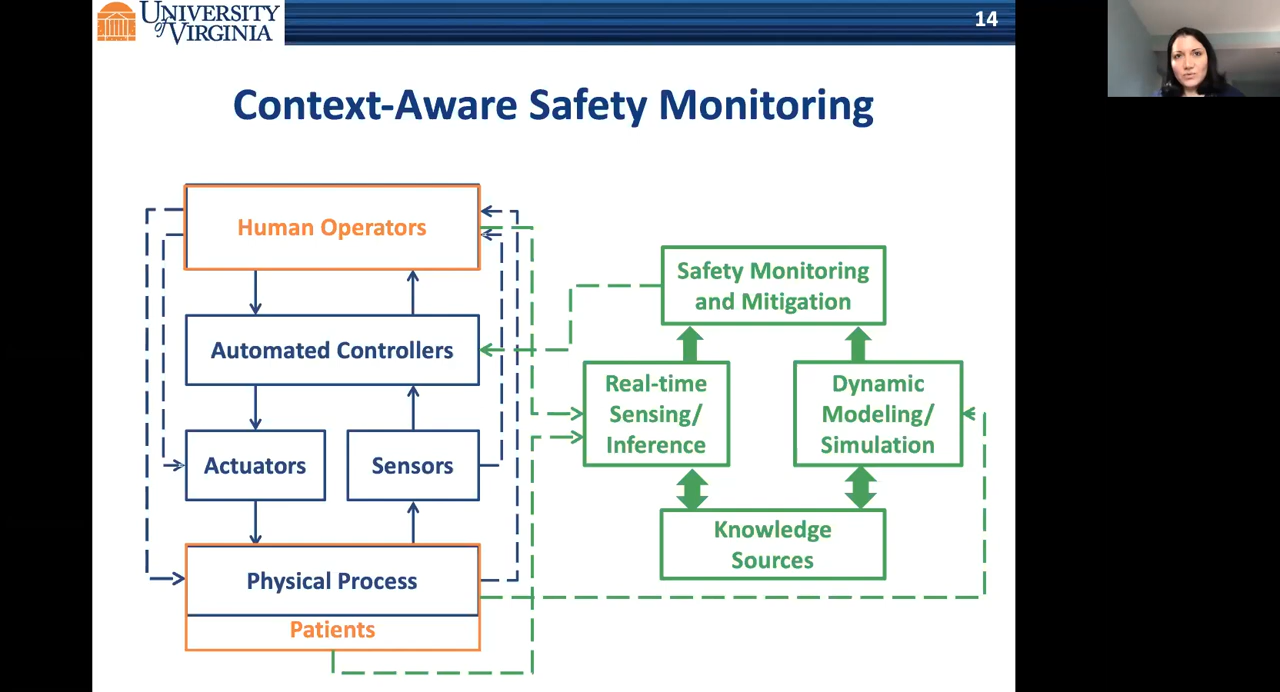 UNIVERSITY
of VIRGINIA
14
Context-Aware Safety Monitoring
Human Operators
Automated Controllers
Actuators
Sensors
Physical Process
Patients
Safety Monitoring
and Mitigation
Real-time
Sensing/
Inference
Dynamic
Modeling/
Simulation
Knowledge
Sources